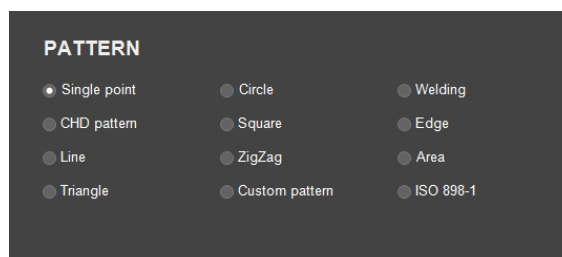 PATTERN
Single point Circle Welding
CHD pattern Square Edge
Line ZigZag Area
Triangle Custom pattern ISO 898-1